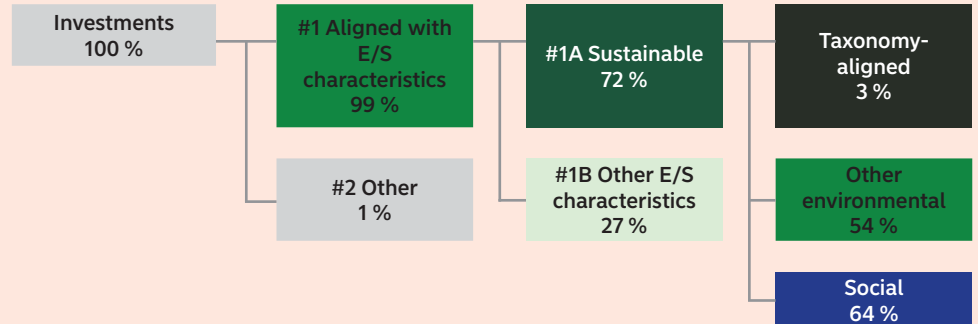 Investments
100 %
#1 Aligned with
E/S
characteristics
99 %
#1A Sustainable
72 %
Taxonomy-
aligned
3 %
#2 Other
1 %
#1B Other E/S
characteristics
27 %
Other
environmental
54 %
Social
64 %